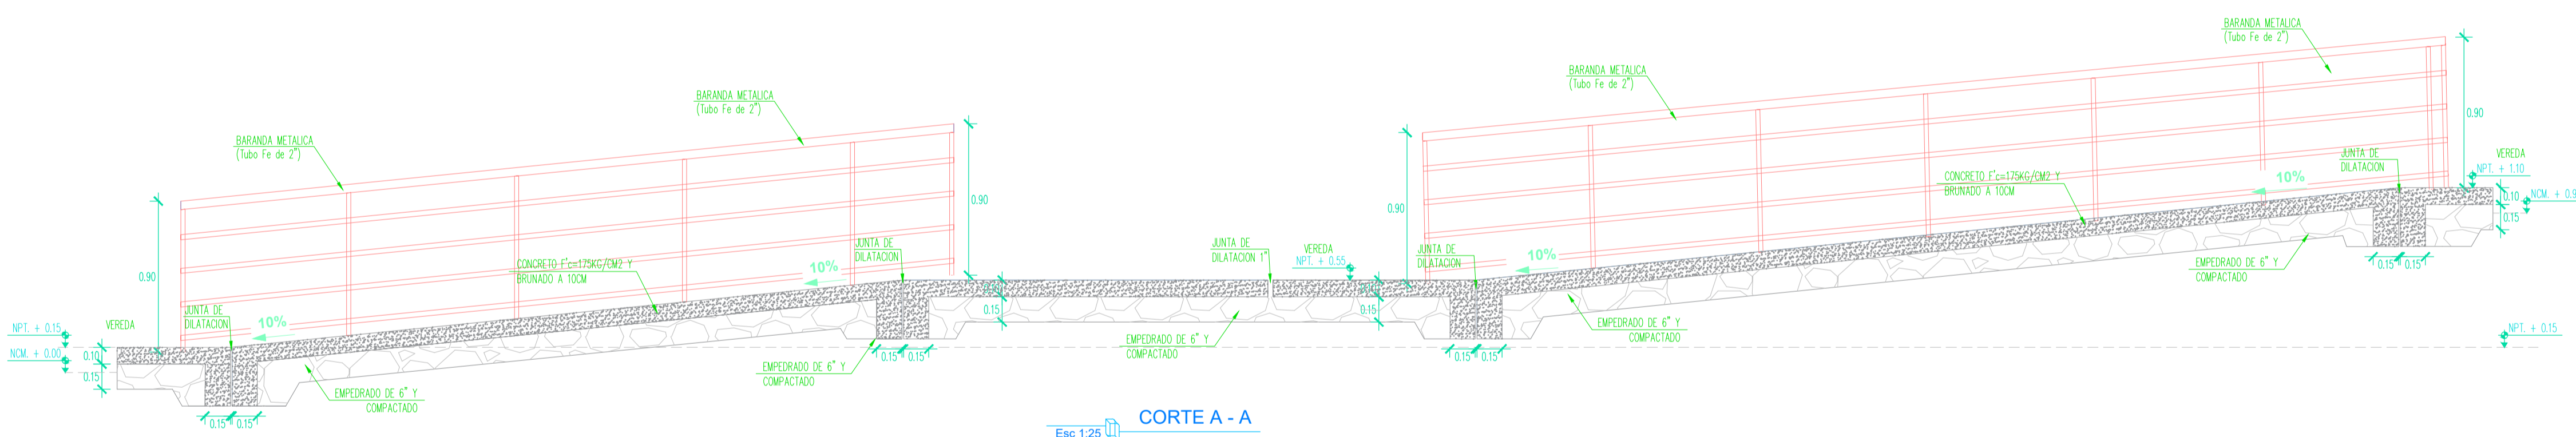 BARANDA METALICA
(Tubo Fe de 2")
BARANDA METALICA
(Tubo Fe de 2")
BARANDA METALICA
(Tubo Fe de 2")
BARANDA METALICA
(Tubo Fe de 2")
0.90
0.90
0.90
0.90
VEREDA
NPT. + 0.15
NCM. + 0.00
0.10
0.15
JUNTA DE
DILATACION
10%
CONCRETO F'c=175KG/CM2 Y
BRUÑADO A 10CM
10%
JUNTA DE
DILATACION
EMPEDRADO DE 6" Y
COMPACTADO
0.15
0.15
EMPEDRADO DE 6" Y
COMPACTADO
0.15
0.15
0.15
JUNTA DE
DILATACION 1"
VEREDA
NPT. + 0.55
0.15
EMPEDRADO DE 6" Y
COMPACTADO
JUNTA DE
DILATACION
10%
0.15
0.15
EMPEDRADO DE 6" Y
COMPACTADO
CONCRETO F'c=175KG/CM2 Y
BRUÑADO A 10CM
10%
JUNTA DE
DILATACION
VEREDA
NPT. + 1.10
0.10
0.15
EMPEDRADO DE 6" Y
COMPACTADO
0.15
0.15
NPT. + 0.15
CORTE A - A
Esc 1:25